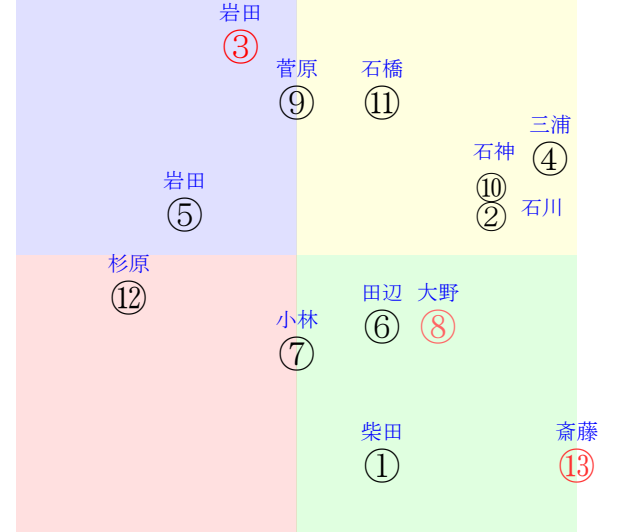 岩田
③
菅原
⑨
石橋
⑪
三浦
④
石神
⑩
②
石川
岩田
⑤
杉原
⑫
田辺
⑥
大野
⑧
小林
⑦
柴田
①
斎藤
⑬